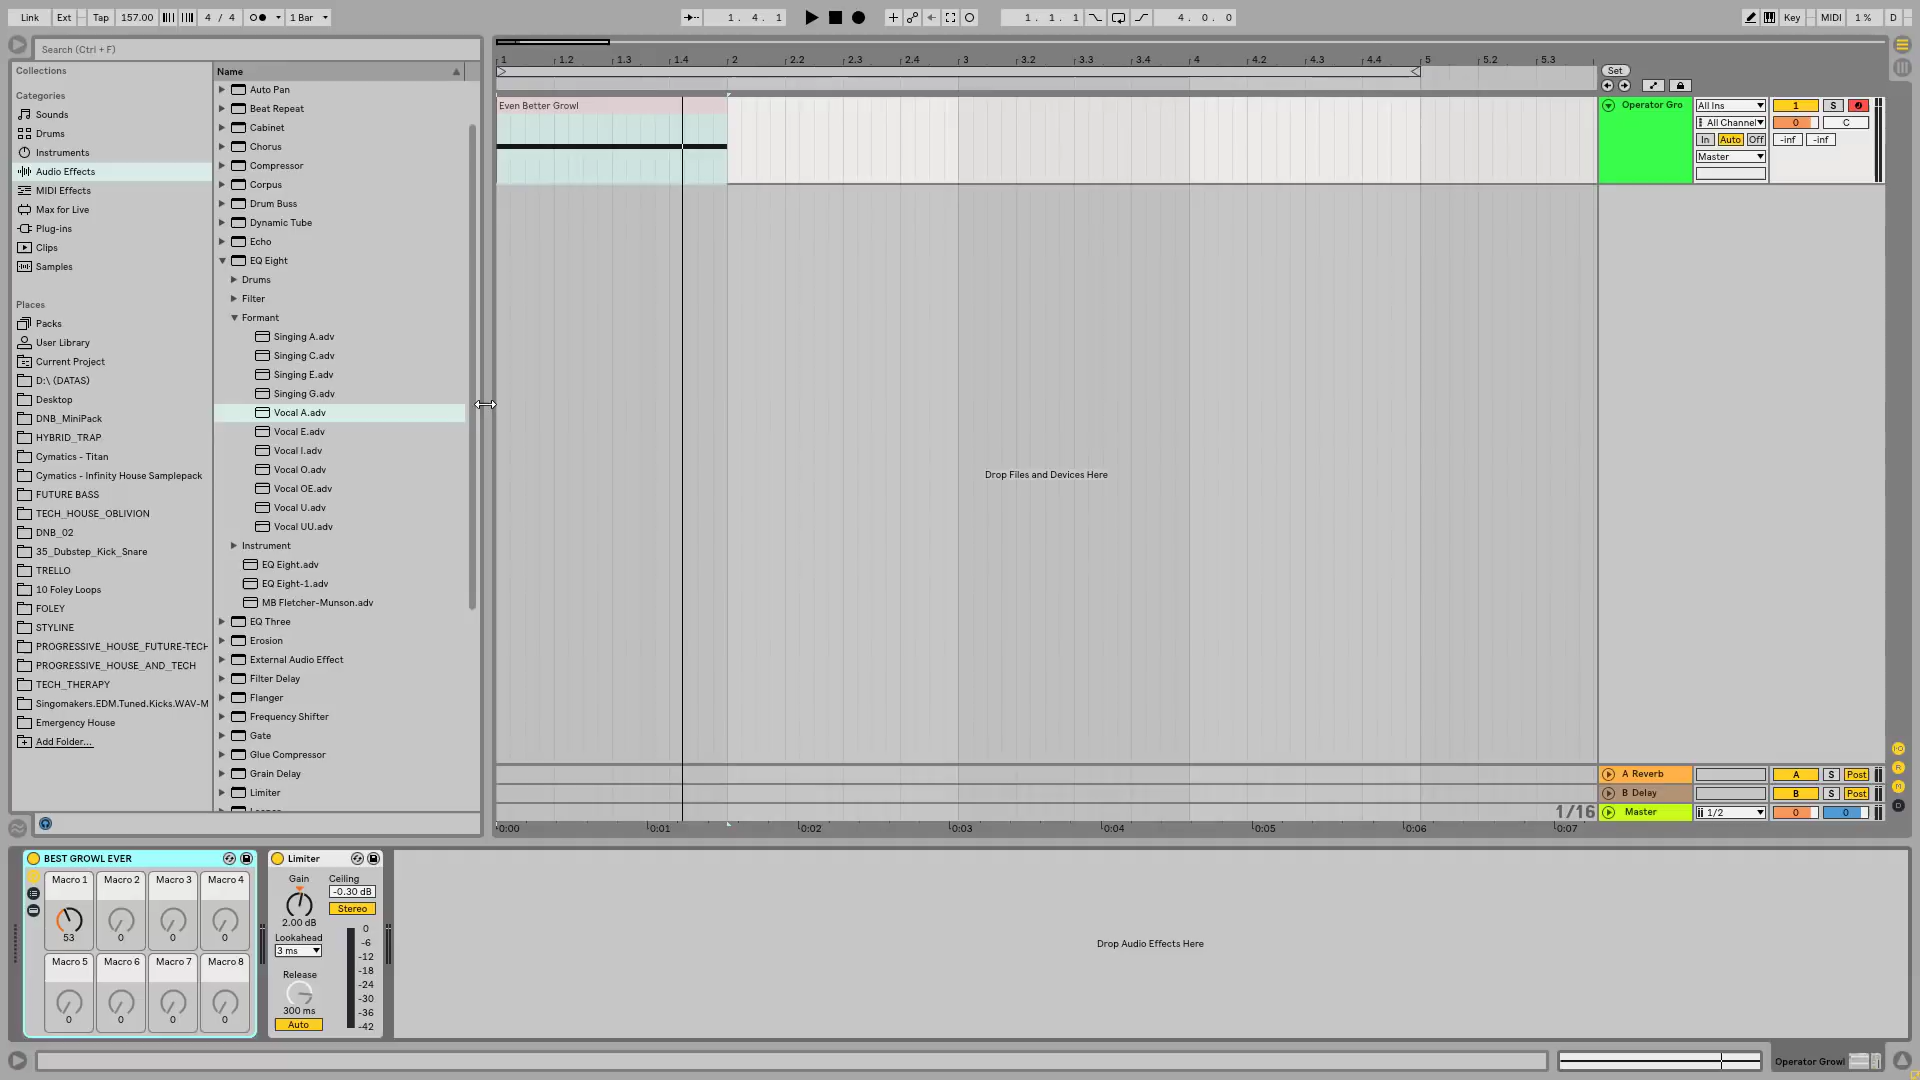 Link Ext Tap 157.00 4 / 4 1 Bar 1. 4. 1 1. 1. 1 4. 0. 0 Key MIDI 1 % D
Search (Ctrl + F)
Collections
Categories
Sounds
Drums
Instruments
Audio Effects
MIDI Effects
Max for Live
Plug-ins
Clips
Samples
Places
Packs
User Library
Current Project
D:\ (DATAS)
Desktop
DNB_MiniPack
HYBRID_TRAP
Cymatics - Titan
Cymatics - Infinity House Samplepack
FUTURE BASS
TECH_HOUSE_OBLIVION
DNB_02
35_Dubstep_Kick_Snare
TRELLO
10 Foley Loops
FOLEY
STYLINE
PROGRESSIVE_HOUSE_FUTURE-TECH
PROGRESSIVE_HOUSE_AND_TECH
TECH_THERAPY
Singomakers.EDM.Tuned.Kicks.WAV-M
Emergency House
Add Folder...
Name
Auto Pan
Beat Repeat
Cabinet
Chorus
Compressor
Corpus
Drum Buss
Dynamic Tube
Echo
EQ Eight
Drums
Filter
Formant
Singing A.adv
Singing C.adv
Singing E.adv
Singing G.adv
Vocal A.adv
Vocal E.adv
Vocal I.adv
Vocal O.adv
Vocal OE.adv
Vocal U.adv
Vocal UU.adv
Instrument
EQ Eight.adv
EQ Eight-1.adv
MB Fletcher-Munson.adv
EQ Three
Erosion
External Audio Effect
Filter Delay
Flanger
Frequency Shifter
Gate
Glue Compressor
Grain Delay
Limiter
1 1.2 1.3 1.4 2 2.2 2.3 2.4 3 3.2 3.3 3.4 4 4.2 4.3 4.4 5 5.2 5.3
Set
Even Better Growl
Drop Files and Devices Here
1/16
0:00 0:01 0:02 0:03 0:04 0:05 0:06 0:07
Operator Gro All Ins 1 S
All Channel 0 C
In Auto Off -inf -inf
Master
A Reverb A S Post
B Delay B S Post
Master 1/2 0 0
I·O
R
M
D
BEST GROWL EVER
Macro 1 Macro 2 Macro 3 Macro 4
53 0 0 0
Macro 5 Macro 6 Macro 7 Macro 8
0 0 0 0
Limiter
Gain Ceiling
-0.30 dB
Stereo
2.00 dB
Lookahead
3 ms
Release
300 ms
Auto
0
-6
-12
-18
-24
-30
-36
-42
Drop Audio Effects Here
Operator Growl